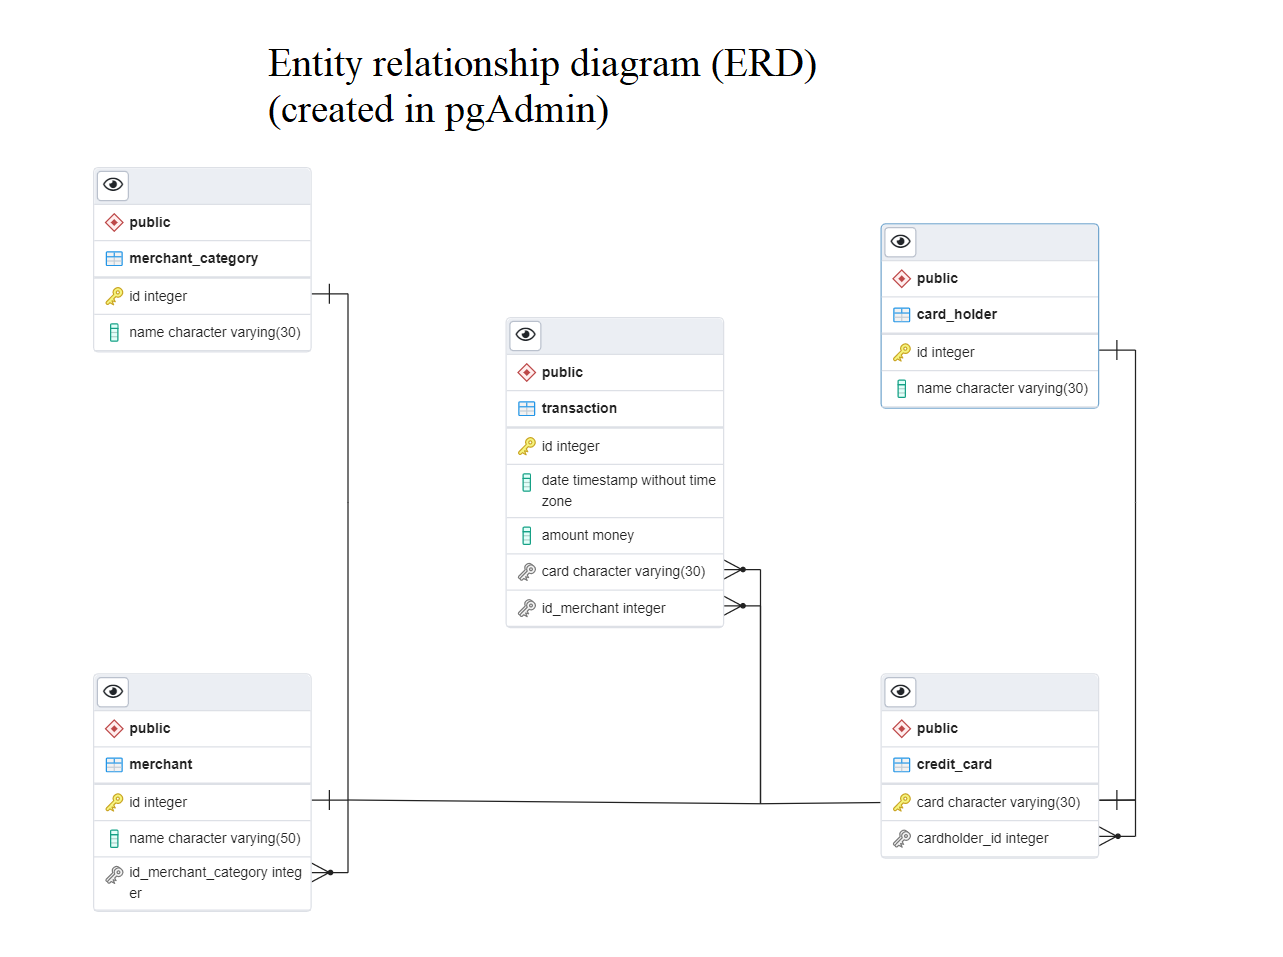 Entity relationship diagram (ERD)
(created in pgAdmin)
public
merchant_category
id integer
name character varying(30)
public
card_holder
id integer
name character varying(30)
public
transaction
id integer
date timestamp without time
zone
amount money
card character varying(30)
id_merchant integer
public
merchant
id integer
name character varying(50)
id_merchant_category integ
er
public
credit_card
card character varying(30)
cardholder_id integer